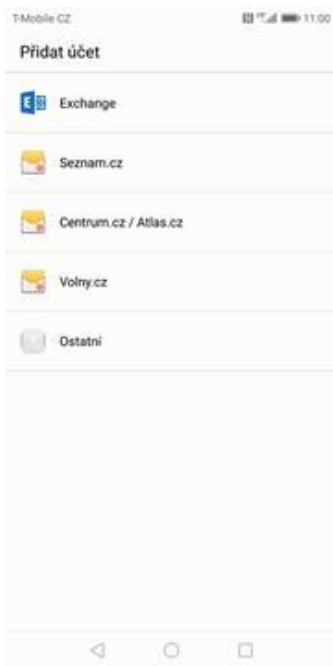 T-Mobile CZ 11:00
Přidat účet
Exchange
Seznam.cz
Centrum.cz / Atlas.cz
Volny.cz
Ostatní